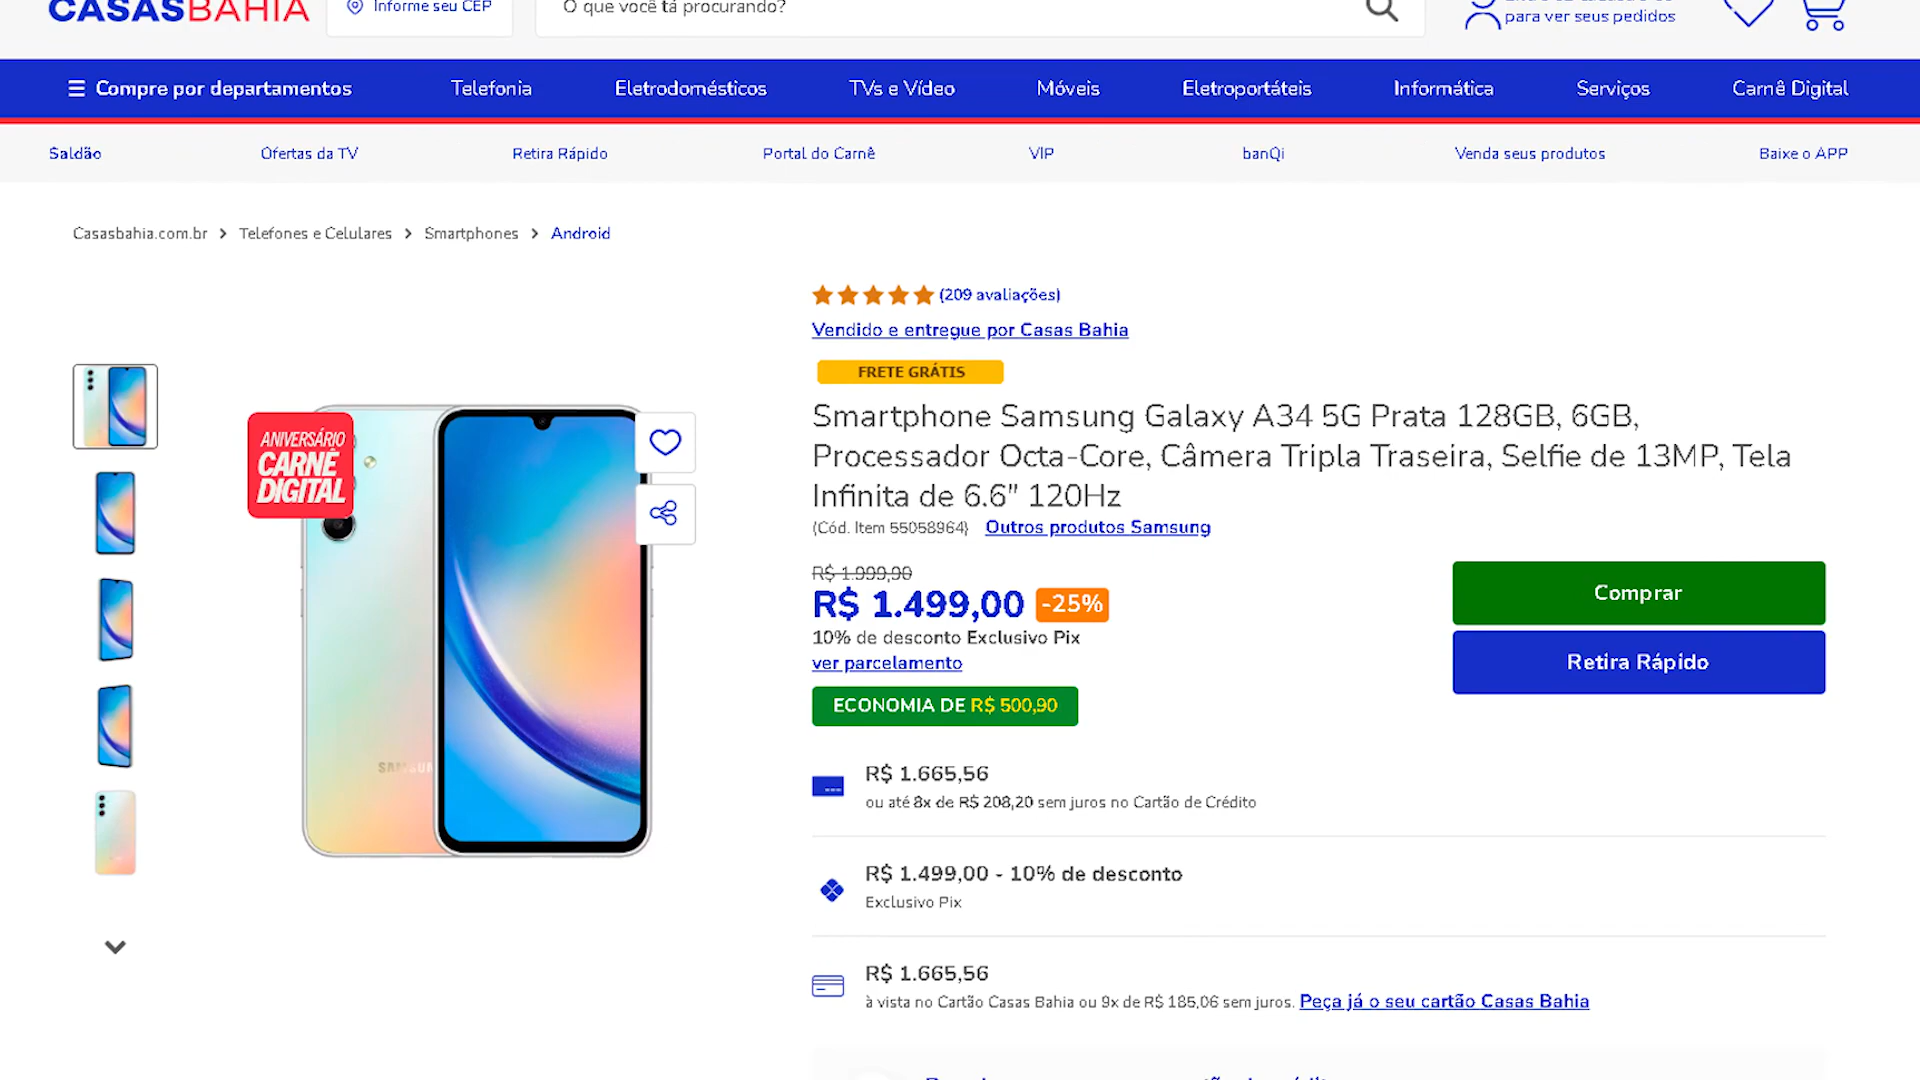 CASASBAHIA
Informe seu CEP
O que você tá procurando?
para ver seus pedidos
Compre por departamentos
Telefonia
Eletrodomésticos
TVs e Vídeo
Móveis
Eletroportáteis
Informática
Serviços
Carnê Digital
Saldão
Ofertas da TV
Retira Rápido
Portal do Carnê
VIP
banQi
Venda seus produtos
Baixe o APP
Casasbahia.com.br > Telefones e Celulares > Smartphones > Android
(209 avaliações)
Vendido e entregue por Casas Bahia
FRETE GRÁTIS
Smartphone Samsung Galaxy A34 5G Prata 128GB, 6GB,
Processador Octa-Core, Câmera Tripla Traseira, Selfie de 13MP, Tela
Infinita de 6.6" 120Hz
(Cód. Item 55058964) Outros produtos Samsung
ANIVERSÁRIO
CARNÊ
DIGITAL
SAMSUNG
R$ 1.999,90
R$ 1.499,00 -25%
10% de desconto Exclusivo Pix
ver parcelamento
ECONOMIA DE R$ 500,90
Comprar
Retira Rápido
R$ 1.665,56
ou até 8x de R$ 208,20 sem juros no Cartão de Crédito
R$ 1.499,00 - 10% de desconto
Exclusivo Pix
R$ 1.665,56
à vista no Cartão Casas Bahia ou 9x de R$ 185,06 sem juros. Peça já o seu cartão Casas Bahia